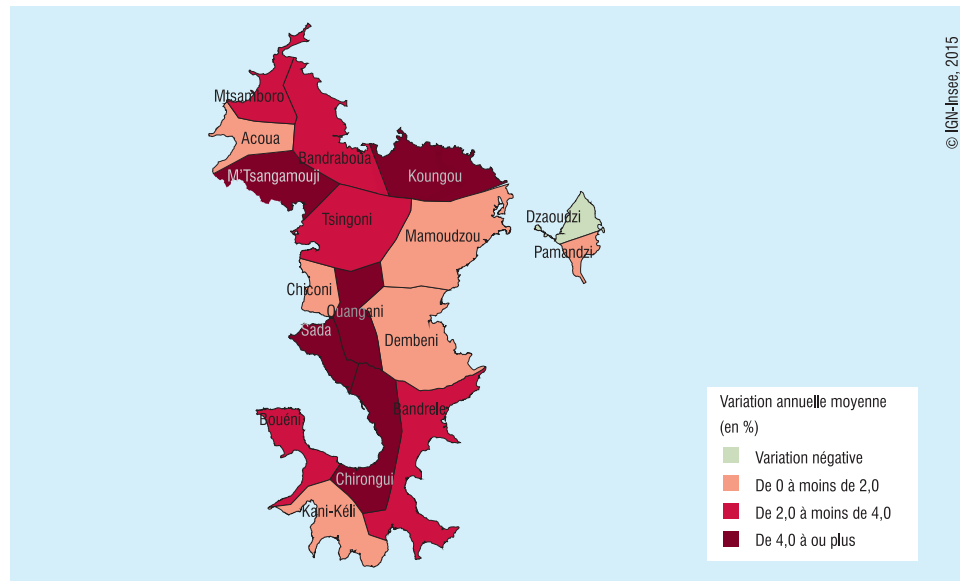 © IGN-Insee, 2015
Mtsamboro
Acoua
Bandraboua
M'Tsangamouji
Koungou
Tsingoni
Dzaoudzi
Mamoudzou
Pamandzi
Chiconi
Ouangani
Sada
Dembeni
Bandrele
Bouéni
Chirongui
Kani-Kéli
Variation annuelle moyenne
(en %)
Variation négative
De 0 à moins de 2,0
De 2,0 à moins de 4,0
De 4,0 à ou plus